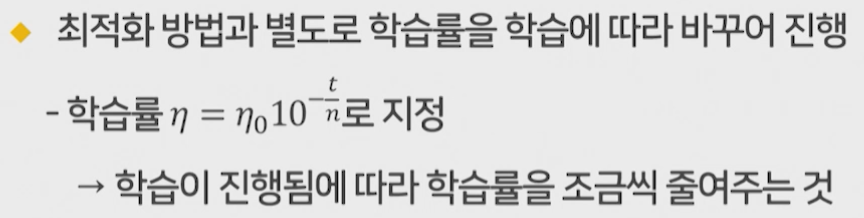 ◆ 최적화 방법과 별도로 학습률을 학습에 따라 바꾸어 진행
- 학습률 η = η₀10^(-t/n)로 지정
→ 학습이 진행됨에 따라 학습률을 조금씩 줄여주는 것